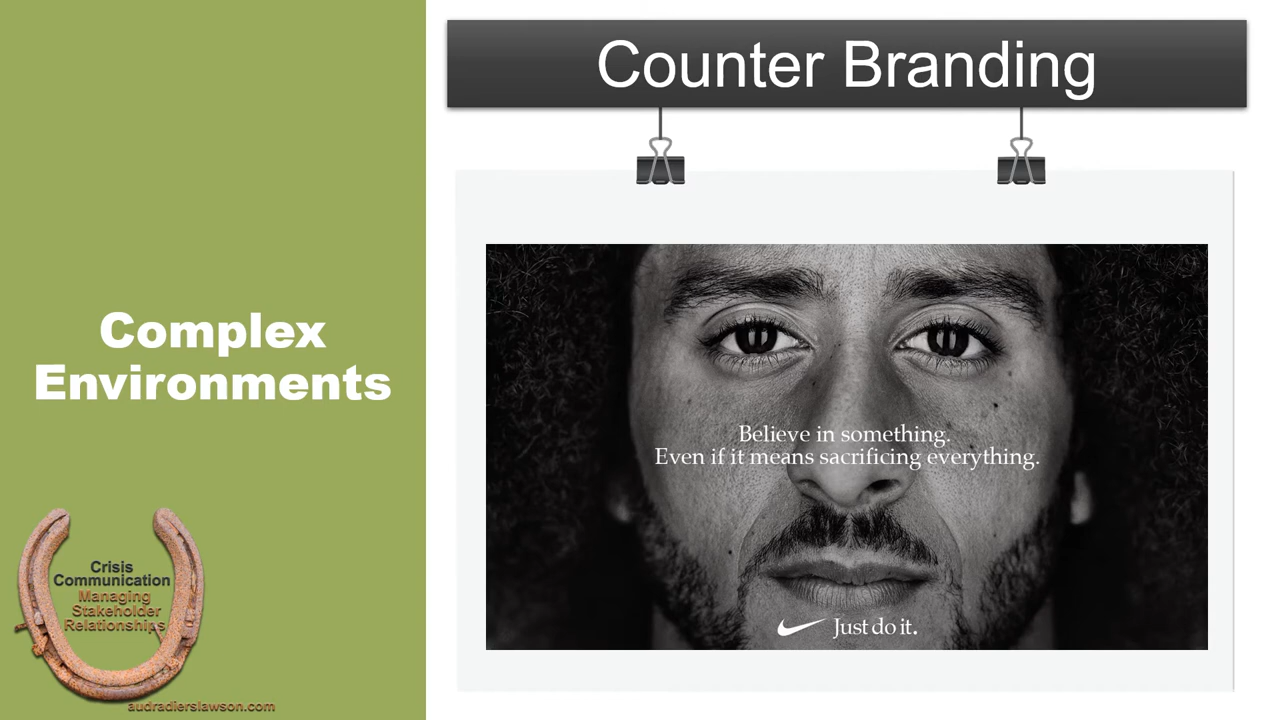 Counter Branding
Complex
Environments
Believe in something.
Even if it means sacrificing everything.
Just do it.
Crisis
Communication
Managing
Stakeholder
Relationships
audradierslawson.com